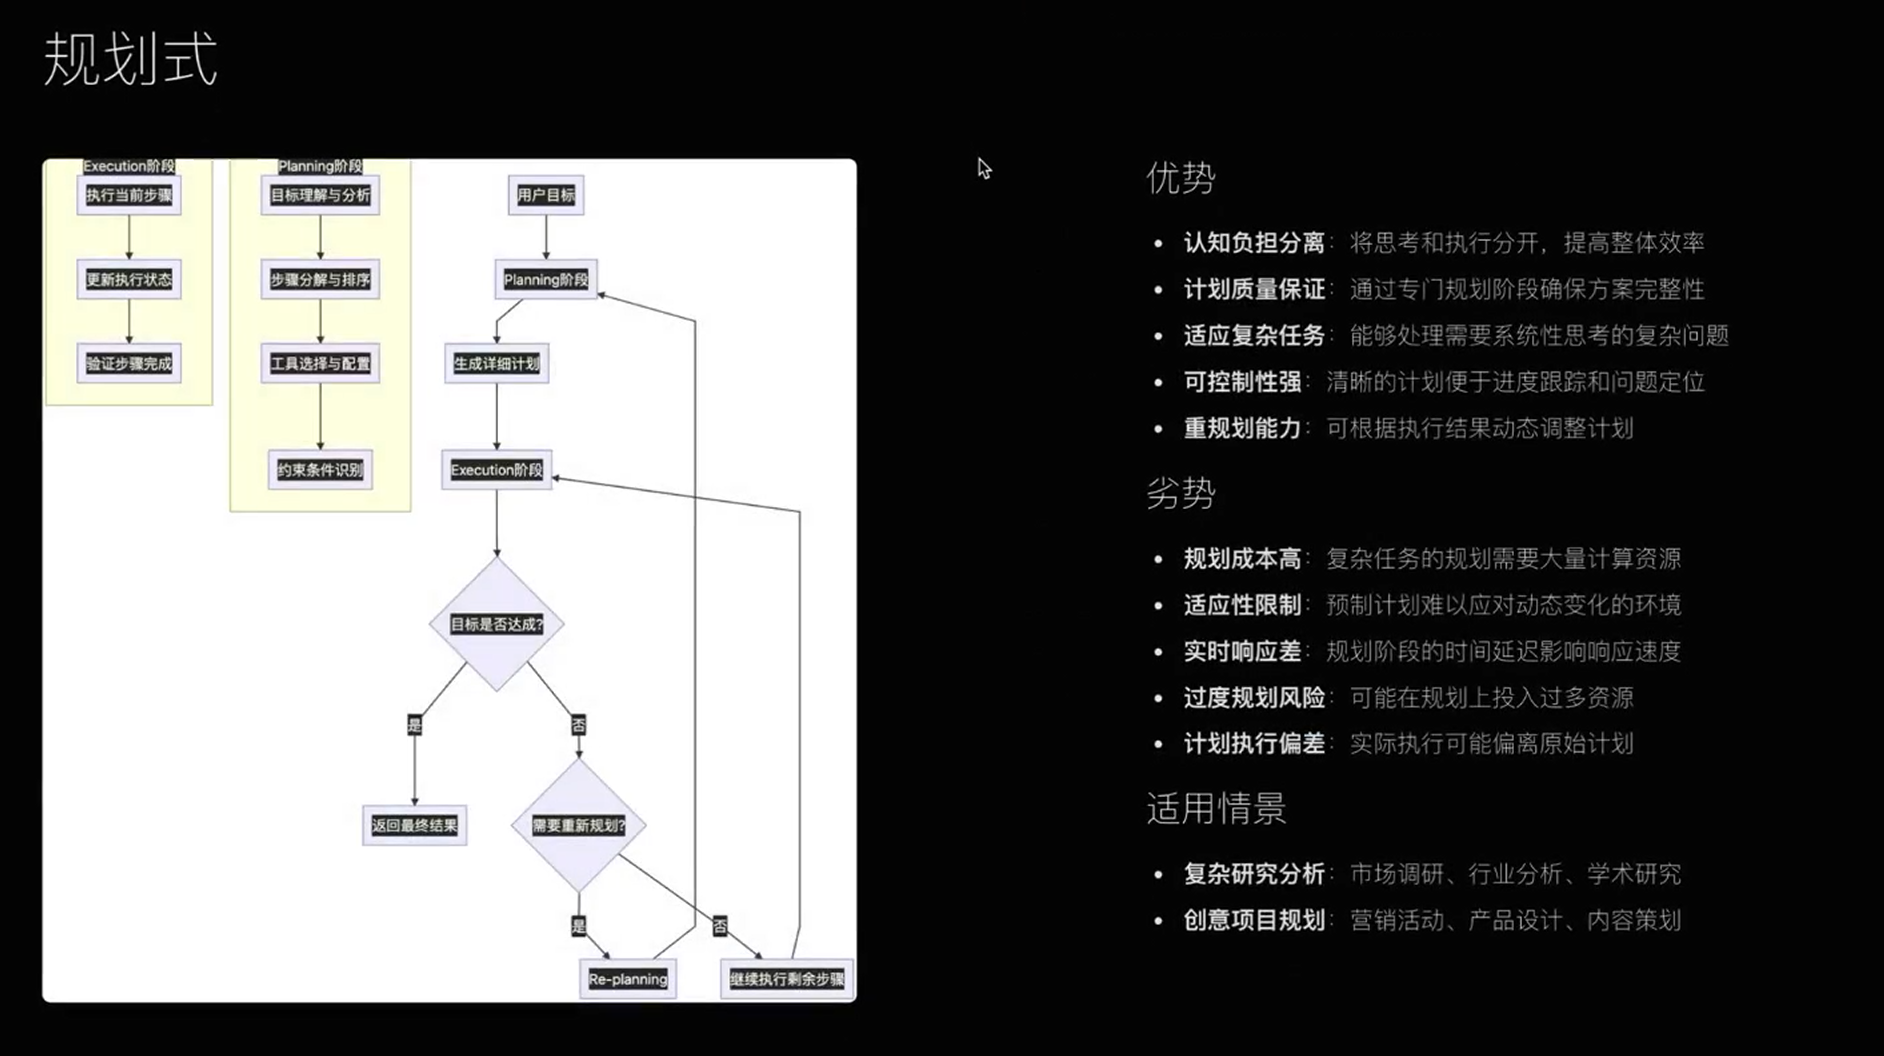 规划式
Execution阶段
执行当前步骤
更新执行状态
验证步骤完成
Planning阶段
目标理解与分析
步骤分解与排序
工具选择与配置
约束条件识别
用户目标
Planning阶段
生成详细计划
Execution阶段
目标是否达成?
是
否
返回最终结果
需要重新规划?
是
否
Re-planning
继续执行剩余步骤
优势
• 认知负担分离：将思考和执行分开，提高整体效率
• 计划质量保证：通过专门规划阶段确保方案完整性
• 适应复杂任务：能够处理需要系统性思考的复杂问题
• 可控制性强：清晰的计划便于进度跟踪和问题定位
• 重规划能力：可根据执行结果动态调整计划
劣势
• 规划成本高：复杂任务的规划需要大量计算资源
• 适应性限制：预制计划难以应对动态变化的环境
• 实时响应差：规划阶段的时间延迟影响响应速度
• 过度规划风险：可能在规划上投入过多资源
• 计划执行偏差：实际执行可能偏离原始计划
适用情景
• 复杂研究分析：市场调研、行业分析、学术研究
• 创意项目规划：营销活动、产品设计、内容策划